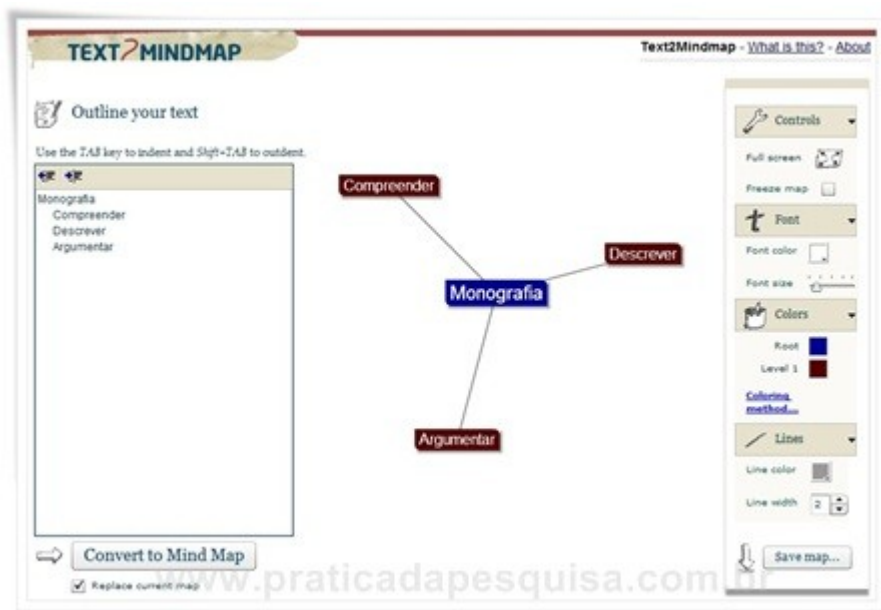 TEXT2MINDMAP
Text2Mindmap - What is this? - About
Outline your text
Use the TAB key to indent and Shift+TAB to outdent.
Monografia
Compreender
Descrever
Argumentar
Convert to Mind Map
Replace current map
Compreender
Descrever
Monografia
Argumentar
Controls
Full screen
Freeze map
Font
Font color
Font size
Colors
Root
Level 1
Coloring
method...
Lines
Line color
Line width 2
Save map...
www.praticadapesquisa.com.br